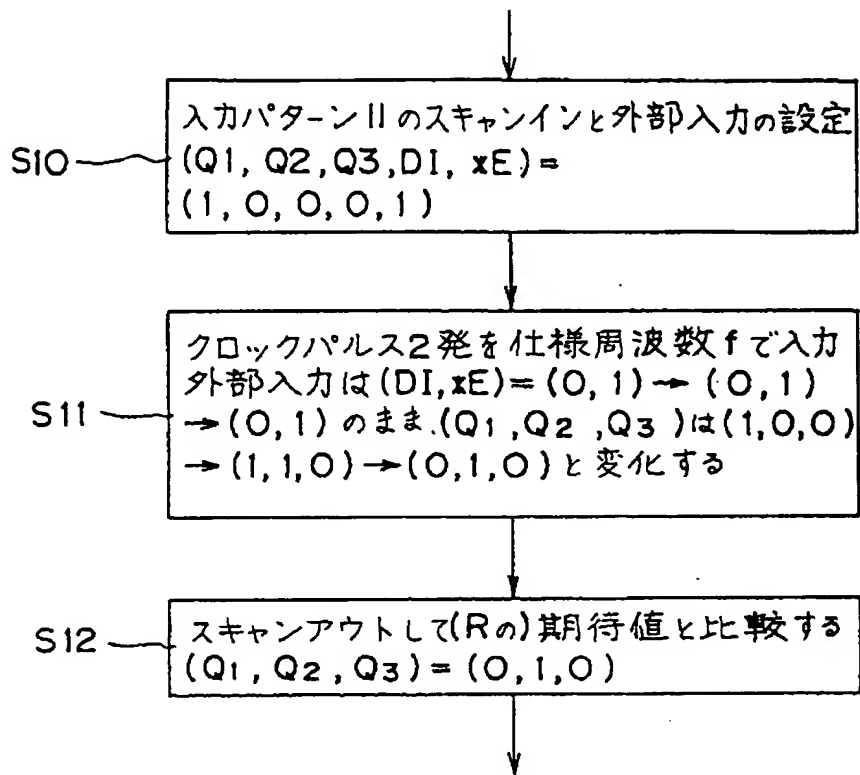 S10
入力パターン11のスキャンインと外部入力の設定
(Q1, Q2, Q3, DI, xE) =
(1, 0, 0, 0, 1)
S11
クロックパルス2発を仕様周波数fで入力
外部入力は(DI, xE)=(0, 1)→(0, 1)
→(0, 1)のまま、(Q1, Q2, Q3)は(1, 0, 0)
→(1, 1, 0)→(0, 1, 0)と変化する
S12
スキャンアウトして(Rの)期待値と比較する
(Q1, Q2, Q3) = (0, 1, 0)